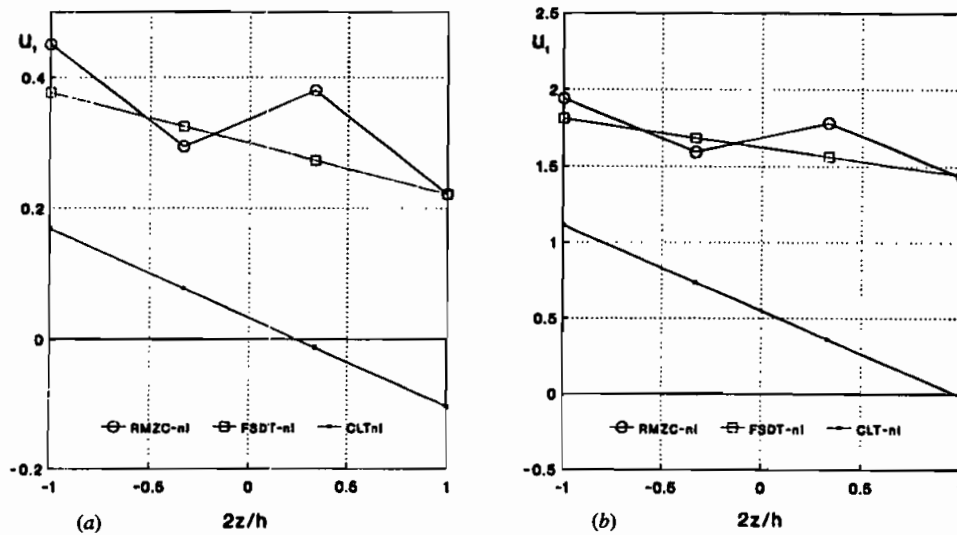 U₁
0.4
0.2
0
-0.2
RMZC-nl FSDT-nl CLTnl
-1 -0.5 0 0.5 1
(a) 2z/h
2.5
U₁
2
1.5
1
0.5
0
-0.5
RMZC-nl FSDT-nl CLT-nl
-1 -0.5 0 0.5
(b) 2z/h